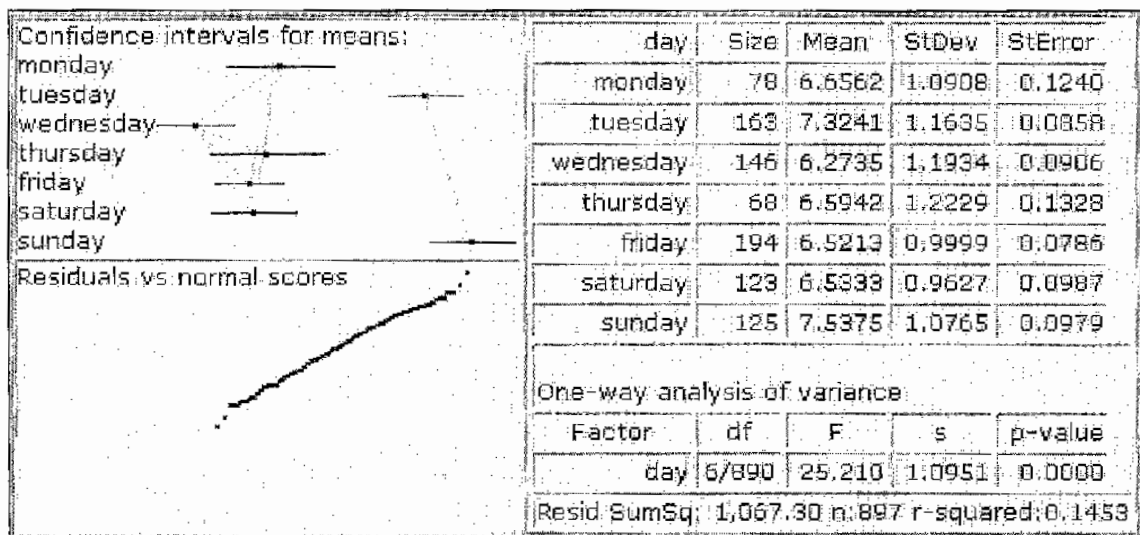 Confidence intervals for means:
monday
tuesday
wednesday
thursday
friday
saturday
sunday
Residuals vs normal scores
day Size Mean StDev StError
monday 78 6.6562 1.0908 0.1240
tuesday 163 7.3241 1.1635 0.0858
wednesday 146 6.2735 1.1934 0.0906
thursday 68 6.5942 1.2229 0.1328
friday 194 6.5213 0.9999 0.0786
saturday 123 6.5333 0.9627 0.0987
sunday 125 7.5375 1.0765 0.0979
One-way analysis of variance
Factor df F s p-value
day 6/890 25.210 1.0951 0.0000
Resid SumSq: 1,067.30 n:897 r-squared:0.1453